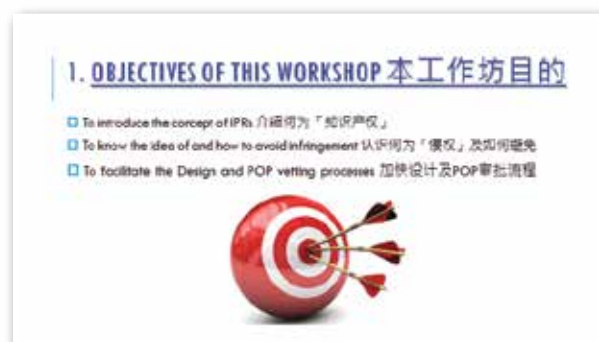 1. OBJECTIVES OF THIS WORKSHOP 本工作坊目的
To introduce the concept of IPRs 介绍何为「知识产权」
To know the idea of and how to avoid infringement 认识何为「侵权」及如何避免
To facilitate the Design and POP vetting processes 加快设计及POP审批流程